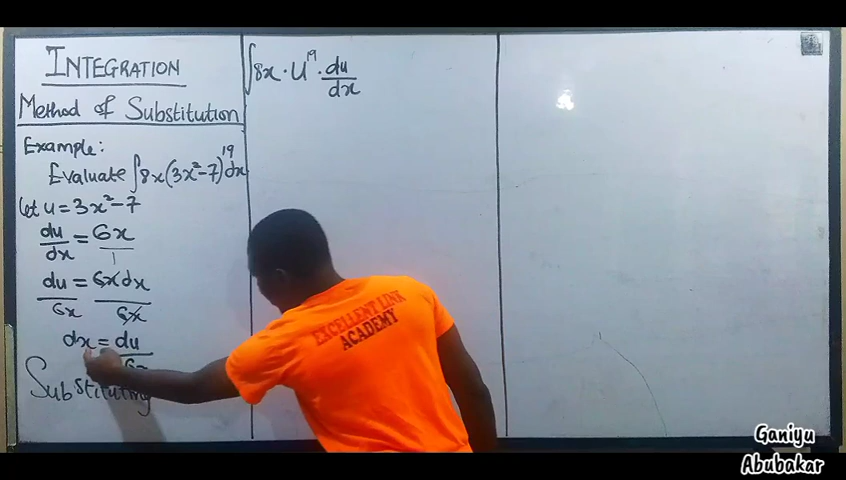 INTEGRATION
Method of Substitution
Example:
Evaluate ∫8x(3x²-7)¹⁹dx
let u = 3x²-7
du/dx = 6x/1
du/6x = 6xdx/6x
dx = du/6x
Substituting
∫8x · u¹⁹ · du/dx
EXCELLENT LINK
ACADEMY
Ganiyu
Abubakar